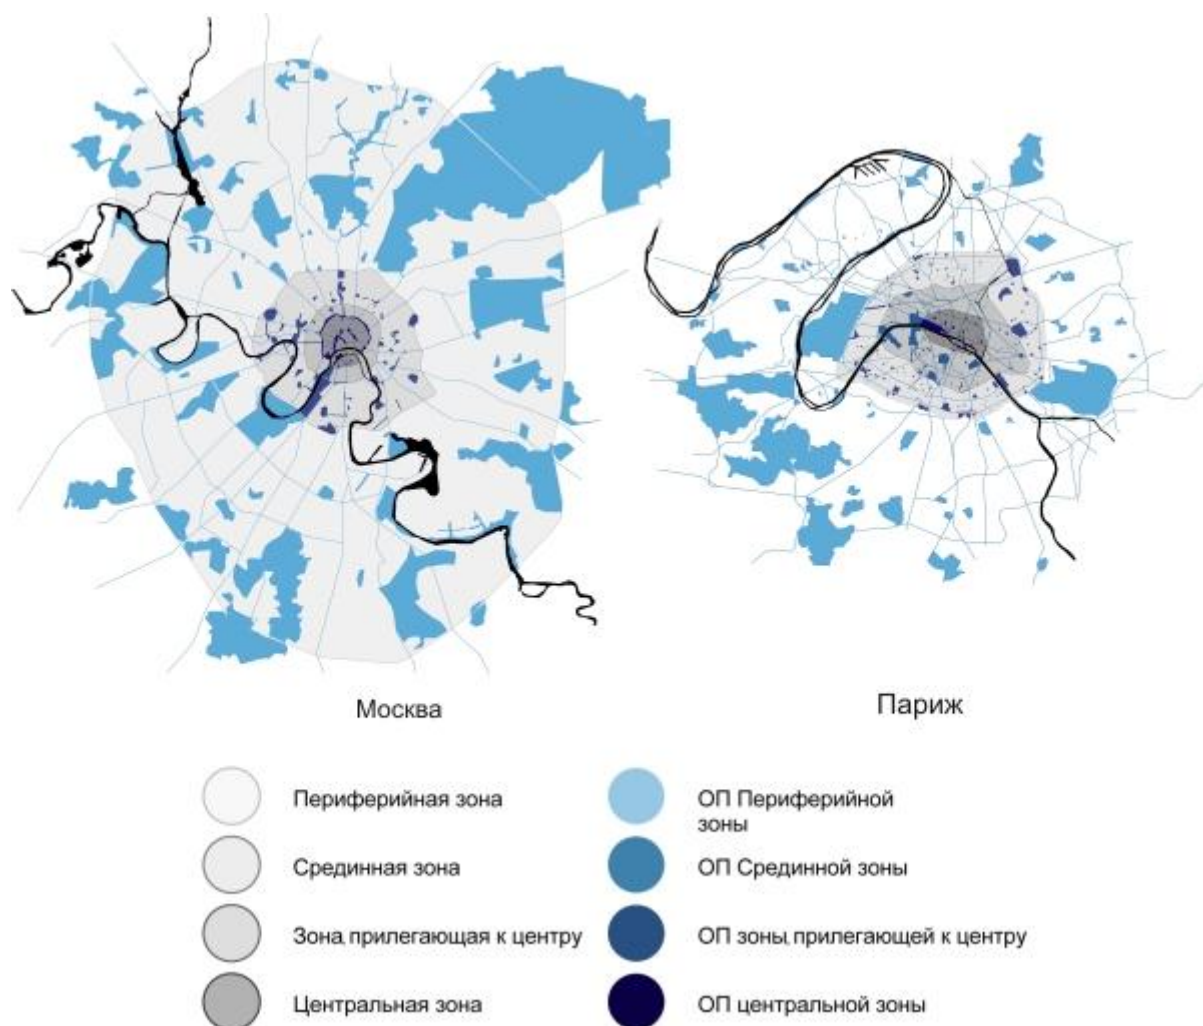 Москва
Париж
Периферийная зона
ОП Периферийной
зоны
Срединная зона
ОП Срединной зоны
Зона, прилегающая к центру
ОП зоны, прилегающей к центру
Центральная зона
ОП центральной зоны